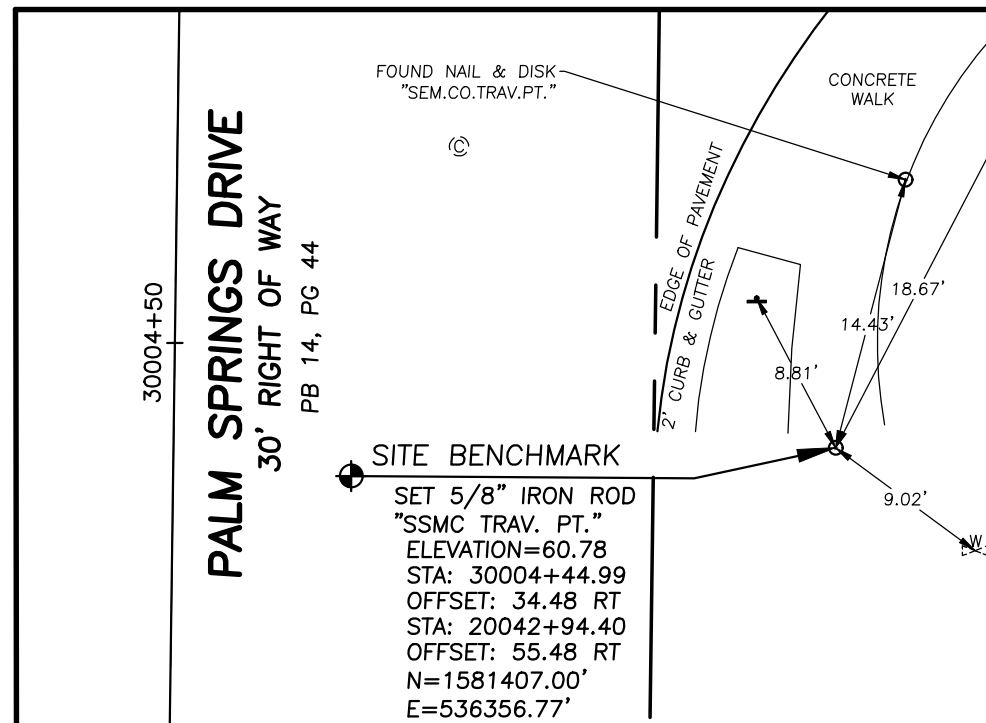 FOUND NAIL & DISK
"SEM.CO.TRAV.PT."
CONCRETE
WALK
C
PALM SPRINGS DRIVE
30' RIGHT OF WAY
PB 14, PG 44
30004+50
EDGE OF PAVEMENT
2' CURB & GUTTER
18.67'
14.43'
8.81'
9.02'
W
SITE BENCHMARK
SET 5/8" IRON ROD
"SSMC TRAV. PT."
ELEVATION=60.78
STA: 30004+44.99
OFFSET: 34.48 RT
STA: 20042+94.40
OFFSET: 55.48 RT
N=1581407.00'
E=536356.77'